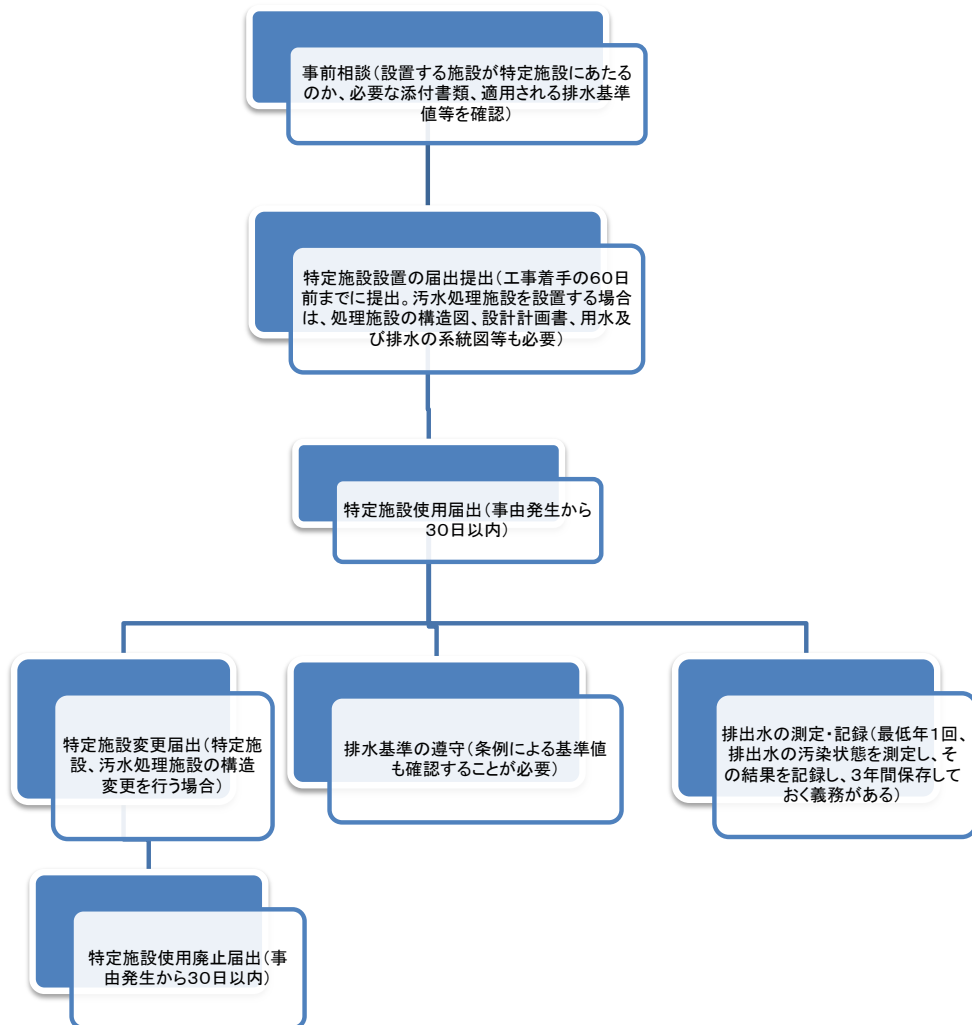 事前相談(設置する施設が特定施設にあたる
のか、必要な添付書類、適用される排水基準
値等を確認)
特定施設設置の届出提出(工事着手の60日
前までに提出。汚水処理施設を設置する場合
は、処理施設の構造図、設計計画書、用水及
び排水の系統図等も必要)
特定施設使用届出(事由発生から
30日以内)
特定施設変更届出(特定施
設、汚水処理施設の構造
変更を行う場合)
排水基準の遵守(条例による基準値
も確認することが必要)
排出水の測定・記録(最低年1回、
排出水の汚染状態を測定し、そ
の結果を記録し、3年間保存して
おく義務がある)
特定施設使用廃止届出(事
由発生から30日以内)